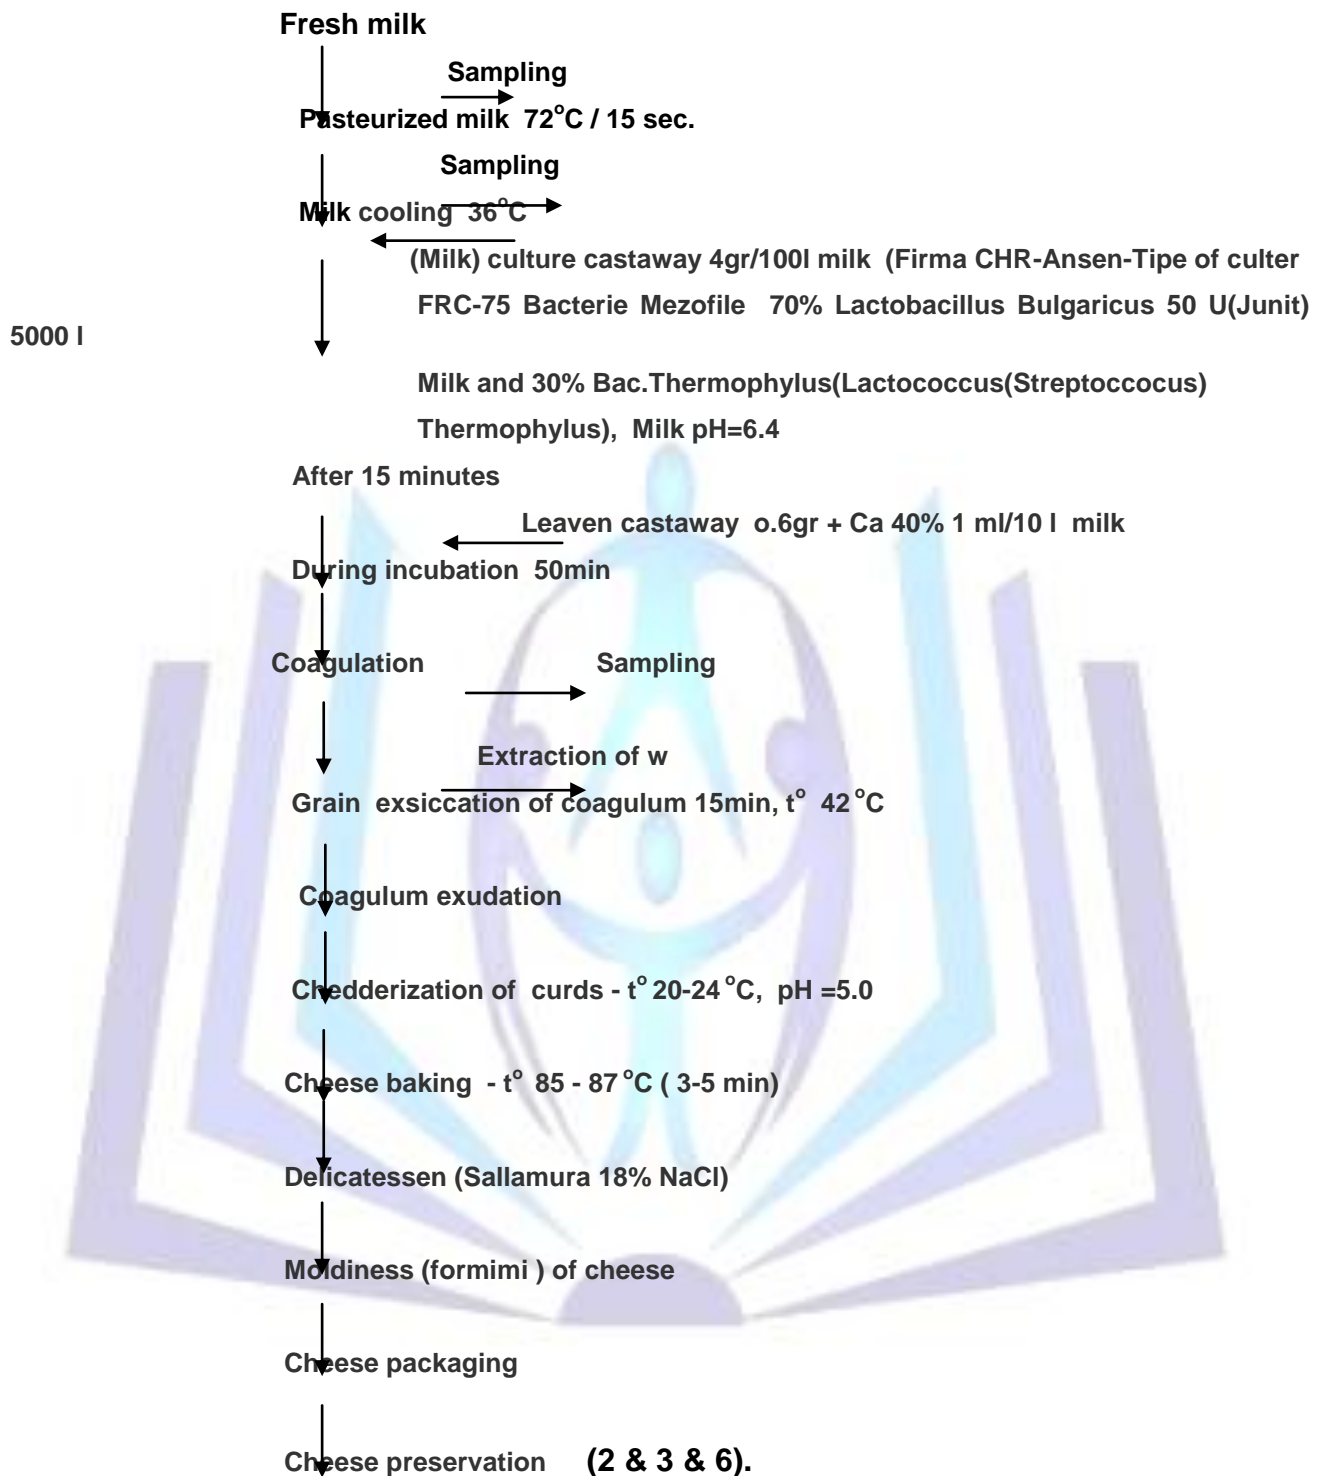 Fresh milk
Sampling
Pasteurized milk 72°C / 15 sec.
Sampling
Milk cooling 36°C
(Milk) culture castaway 4gr/100l milk (Firma CHR-Ansen-Tipe of culter
FRC-75 Bacterie Mezofile 70% Lactobacillus Bulgaricus 50 U(Junit)
5000 l
Milk and 30% Bac.Thermophylus(Lactococcus(Streptoccocus)
Thermophylus), Milk pH=6.4
After 15 minutes
Leaven castaway o.6gr + Ca 40% 1 ml/10 l milk
During incubation 50min
Coagulation Sampling
Extraction of w
Grain exsiccation of coagulum 15min, t° 42 °C
Coagulum exudation
Chedderization of curds - t° 20-24 °C, pH =5.0
Cheese baking - t° 85 - 87 °C ( 3-5 min)
Delicatessen (Sallamura 18% NaCl)
Moldiness (formimi ) of cheese
Cheese packaging
Cheese preservation (2 & 3 & 6).